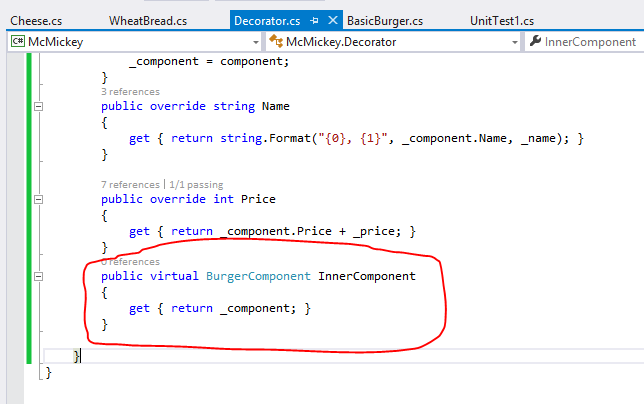 Cheese.cs WheatBread.cs Decorator.cs BasicBurger.cs UnitTest1.cs
McMickey McMickey.Decorator InnerComponent
_component = component;
}
3 references
public override string Name
{
get { return string.Format("{0}, {1}", _component.Name, _name); }
}
7 references | 1/1 passing
public override int Price
{
get { return _component.Price + _price; }
}
0 references
public virtual BurgerComponent InnerComponent
{
get { return _component; }
}
}
}